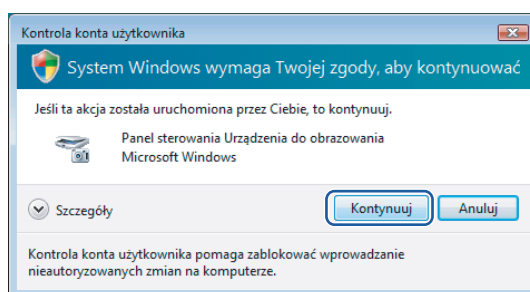 Kontrola konta użytkownika
System Windows wymaga Twojej zgody, aby kontynuować
Jeśli ta akcja została uruchomiona przez Ciebie, to kontynuuj.
Panel sterowania Urządzenia do obrazowania
Microsoft Windows
Szczegóły
Kontynuuj
Anuluj
Kontrola konta użytkownika pomaga zablokować wprowadzanie
nieautoryzowanych zmian na komputerze.